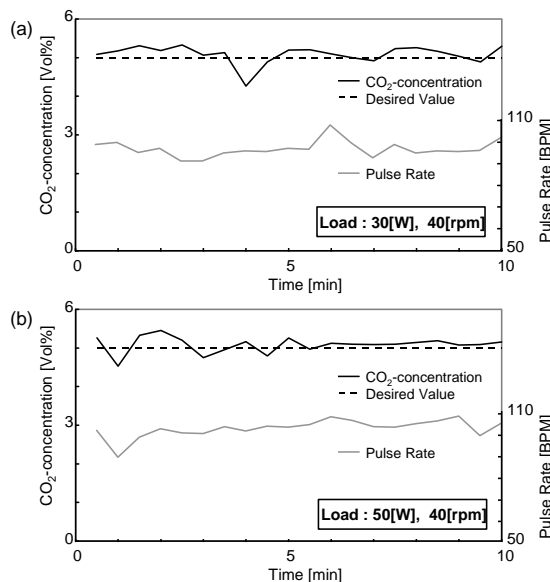 (a)
6
3
0
CO₂-concentration [Vol%]
CO₂-concentration
Desired Value
Pulse Rate
110
50
Pulse Rate [BPM]
Load : 30[W], 40[rpm]
0
5
10
Time [min]
(b)
6
3
0
CO₂-concentration [Vol%]
CO₂-concentration
Desired Value
Pulse Rate
110
50
Pulse Rate [BPM]
Load : 50[W], 40[rpm]
0
5
10
Time [min]